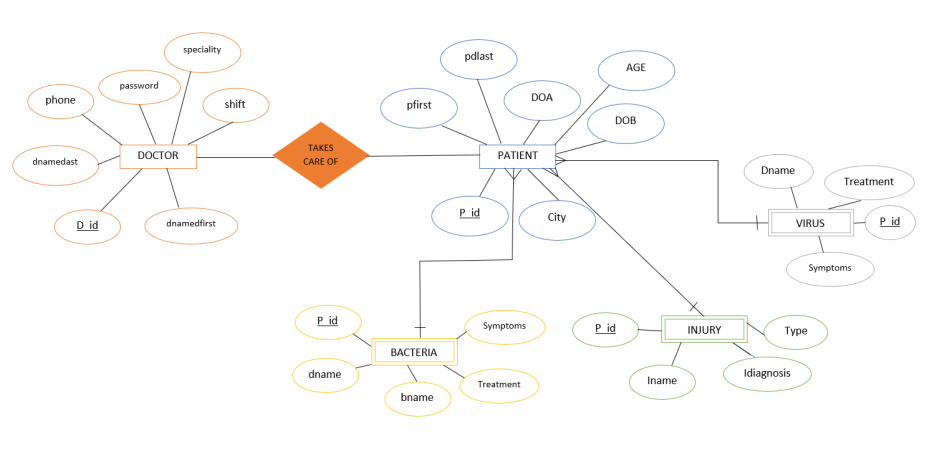 speciality
pdlast
AGE
password
phone
shift
pfirst
DOA
DOB
TAKES
CARE OF
DOCTOR
PATIENT
dnamedast
Dname
Treatment
D_id
dnamedfirst
P_id
City
VIRUS
P_id
Symptoms
P_id
Symptoms
P_id
INJURY
Type
BACTERIA
dname
Treatment
bname
Iname
Idiagnosis